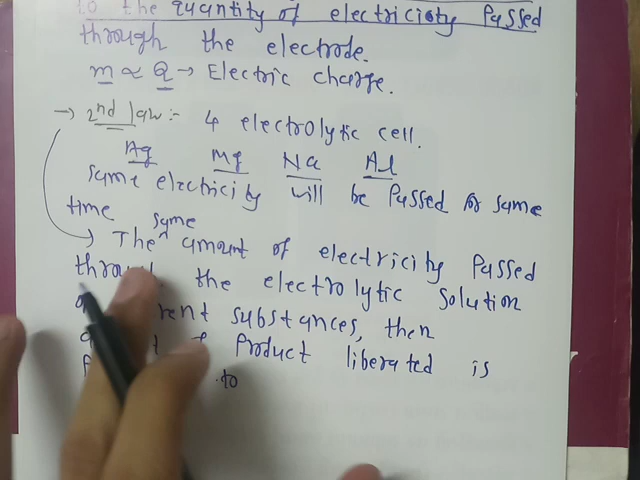 to the quantity of electricioty Passed
through the electrode.
m ∝ Q → Electric charge.
→ 2nd law :- 4 electrolytic cell.
Ag Mg Na Al
same electricity will be Passed for same
time same
→ The ^ amount of electricity Passed
the electrolytic solution
substances, then
Product liberated is
to